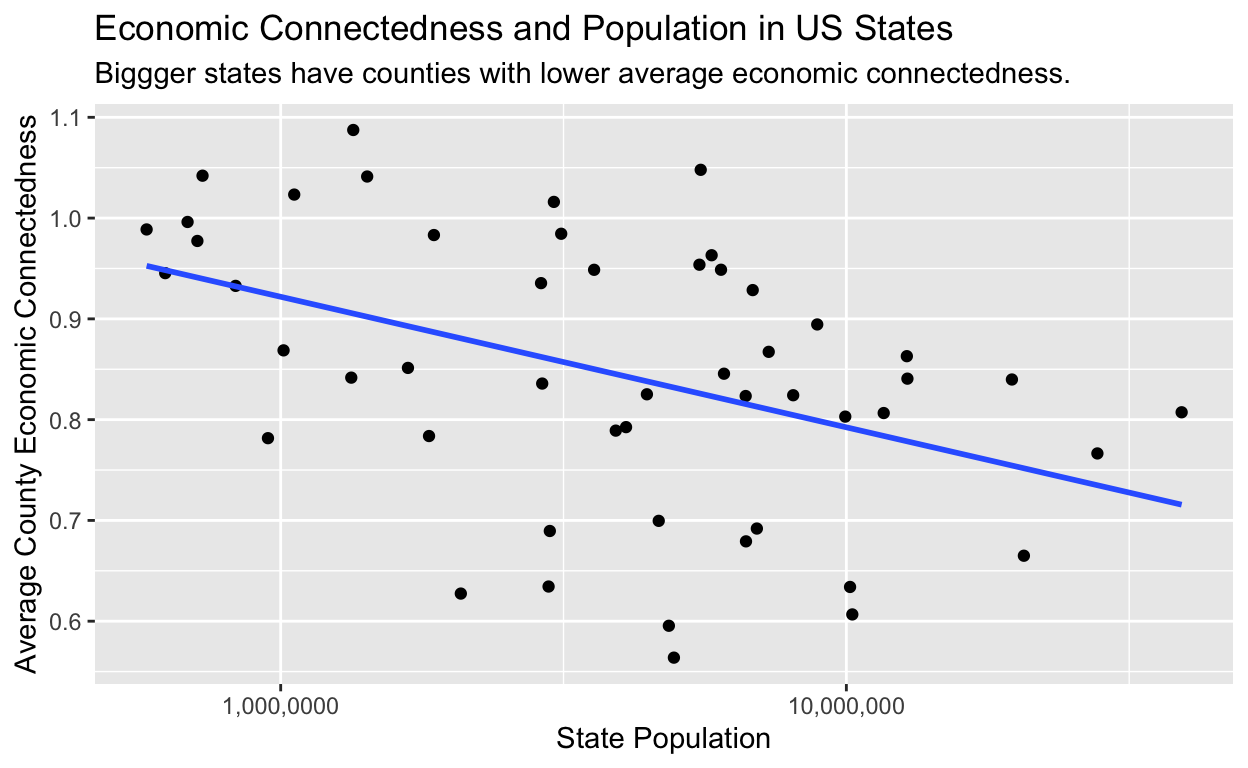 Economic Connectedness and Population in US States
Biggger states have counties with lower average economic connectedness.
Average County Economic Connectedness
1.1
1.0
0.9
0.8
0.7
0.6
1,000,0000
10,000,000
State Population